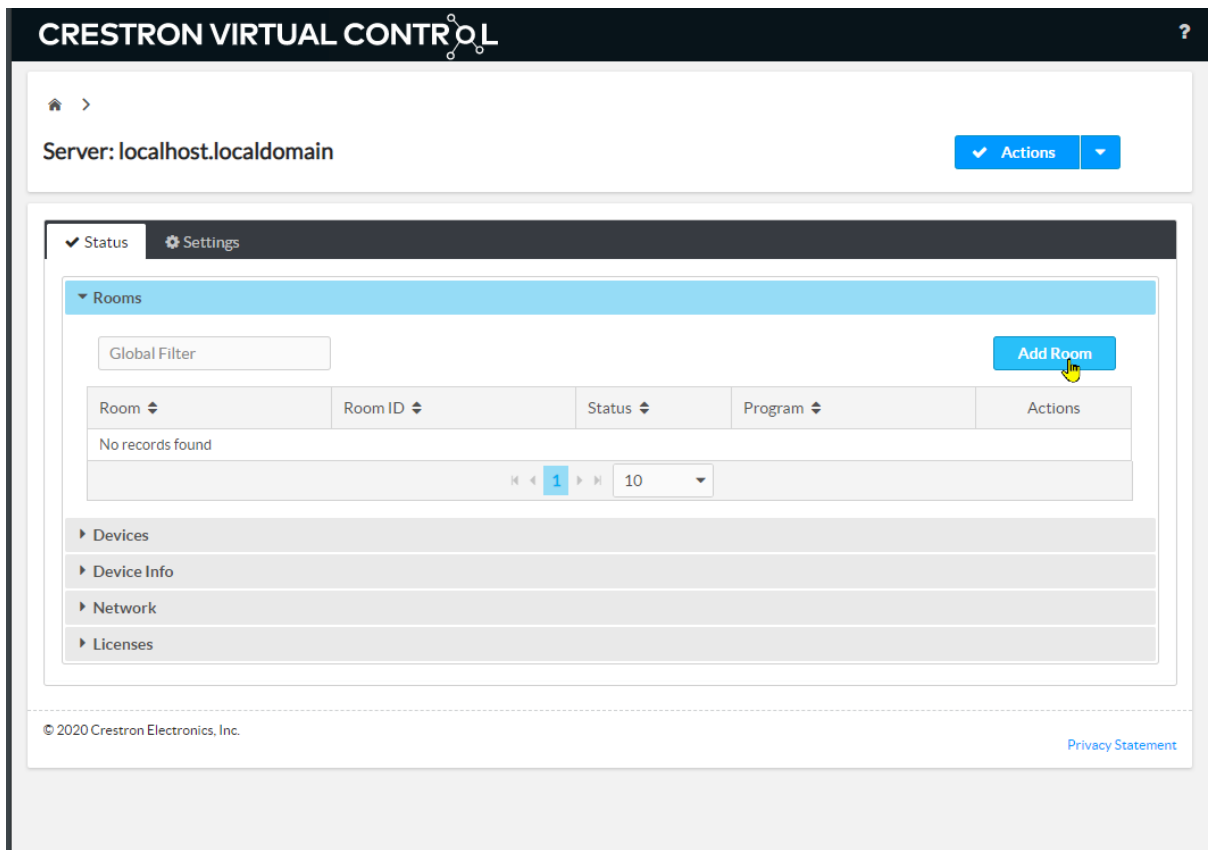 CRESTRON VIRTUAL CONTROL
?
Server: localhost.localdomain
Actions
Status
Settings
Rooms
Global Filter
Add Room
Room
Room ID
Status
Program
Actions
No records found
1
10
Devices
Device Info
Network
Licenses
© 2020 Crestron Electronics, Inc.
Privacy Statement